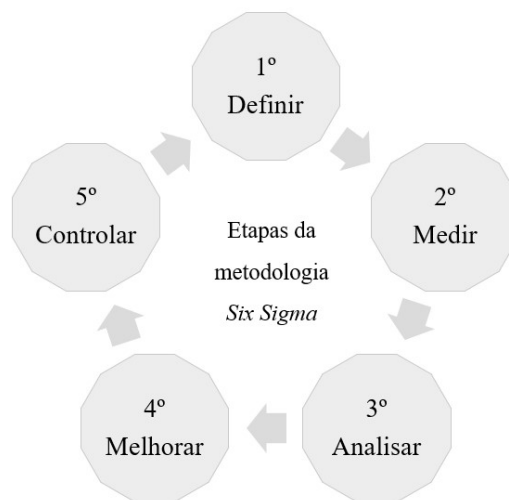 1º
Definir
2º
Medir
3º
Analisar
4º
Melhorar
5º
Controlar
Etapas da
metodologia
Six Sigma